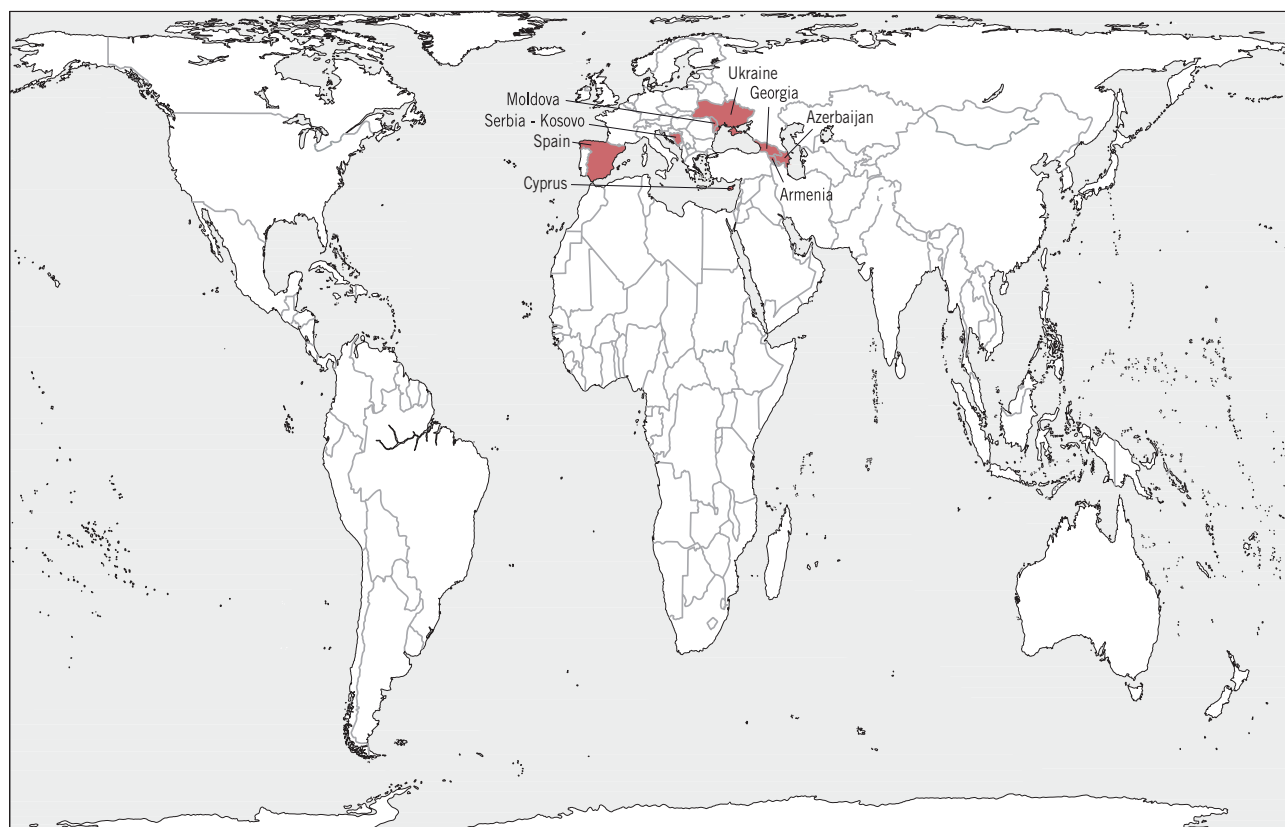 Ukraine
Georgia
Moldova
Azerbaijan
Serbia - Kosovo
Spain
Cyprus
Armenia